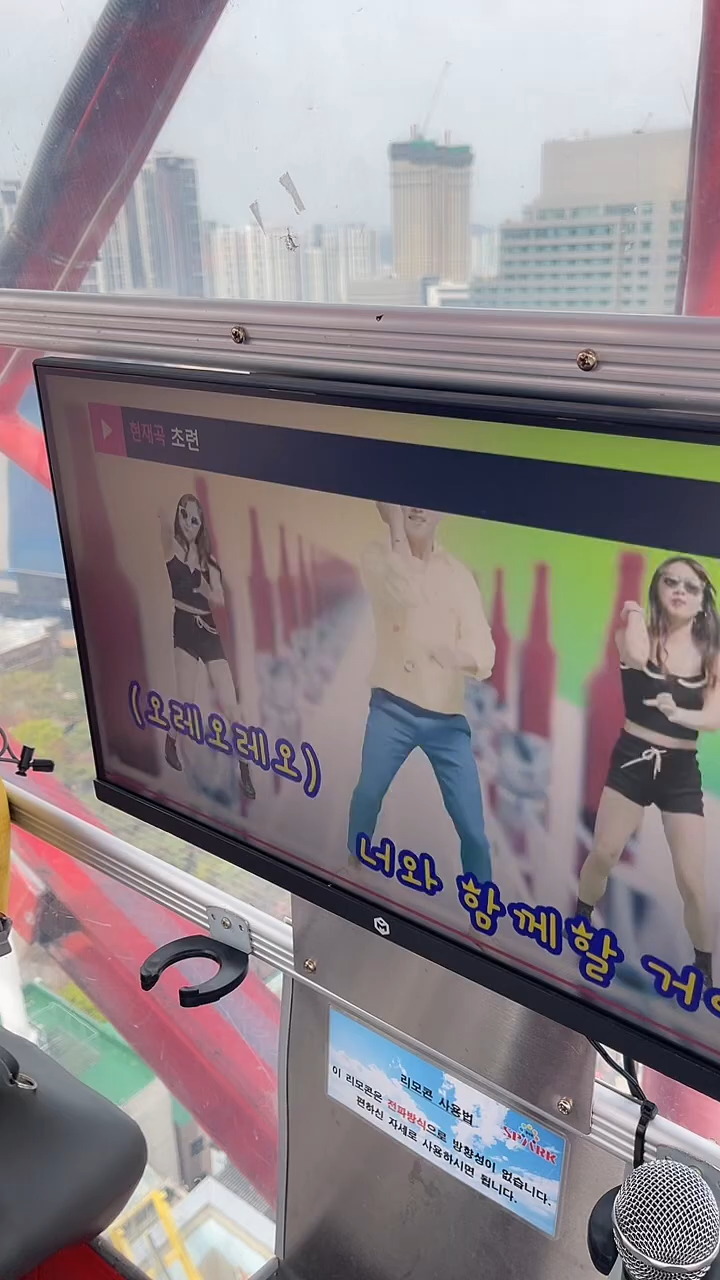 현재곡 초련
(오레오레오)
너와 함께할 거
리모콘 사용법
SPARK
이 리모콘은 전파방식으로 방향성이 없습니다.
편하신 자세로 사용하시면 됩니다.